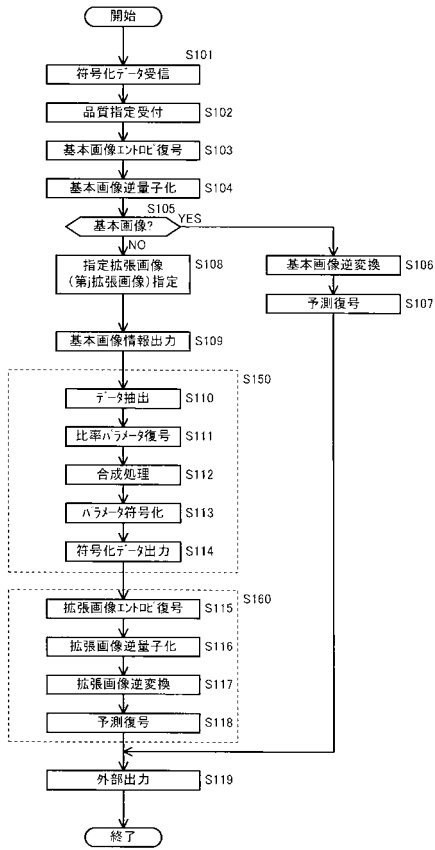 開始
S101
符号化データ受信
品質指定受付 S102
基本画像エントロピ復号 S103
基本画像逆量子化 S104
S105
基本画像? YES
NO
指定拡張画像
(第j拡張画像)指定
S108
基本画像逆変換 S106
予測復号 S107
基本画像情報出力 S109
S150
データ抽出 S110
比率パラメータ復号 S111
合成処理 S112
パラメータ符号化 S113
符号化データ出力 S114
S160
拡張画像エントロピ復号 S115
拡張画像逆量子化 S116
拡張画像逆変換 S117
予測復号 S118
外部出力 S119
終了